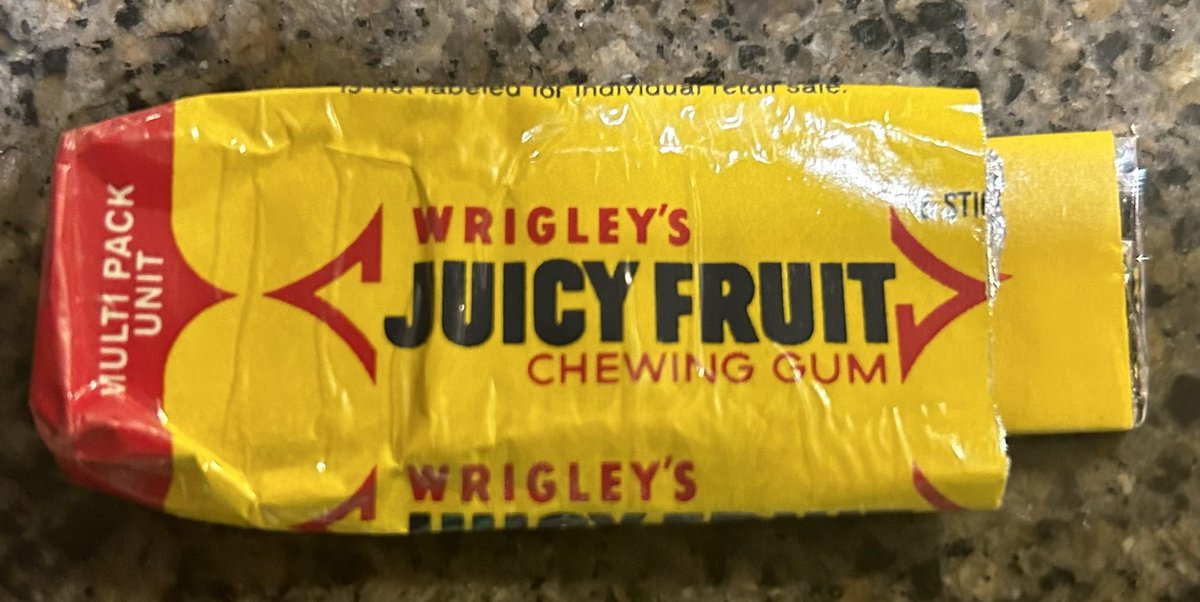 is not labeled for individual retail sale.
MULTI PACK
UNIT
WRIGLEY'S
JUICY FRUIT
CHEWING GUM
WRIGLEY'S